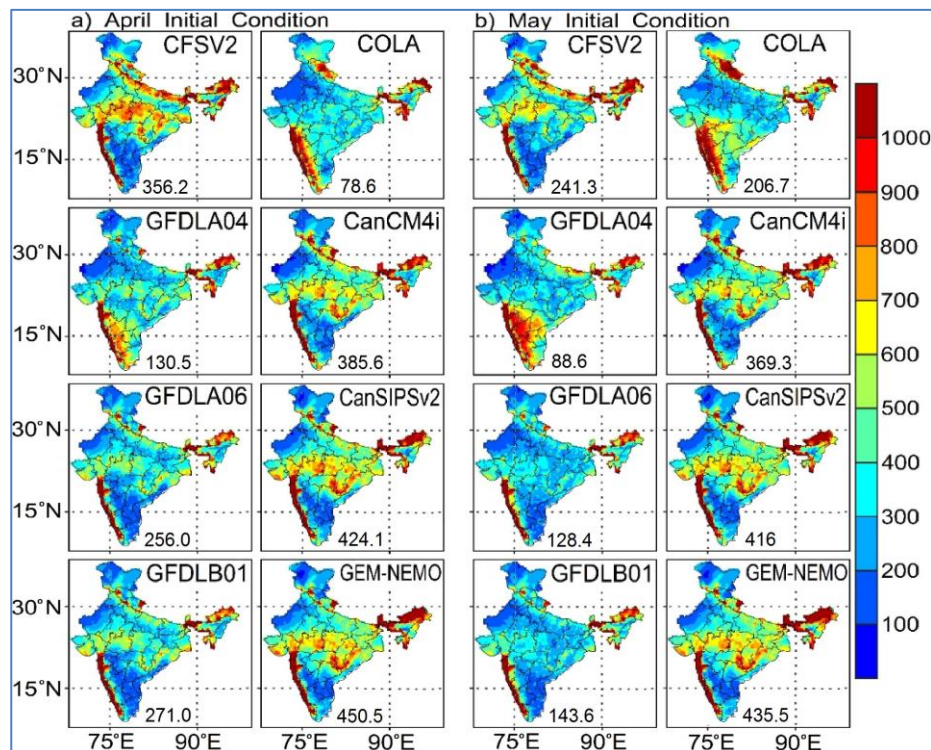 a) April Initial Condition b) May Initial Condition
CFSV2 COLA CFSV2 COLA
30°N
1000
15°N
356.2 78.6 241.3 206.7
900
GFDLA04 CanCM4i GFDLA04 CanCM4i
800
30°N
700
15°N
130.5 385.6 88.6 369.3
600
GFDLA06 CanSIPSv2 GFDLA06 CanSIPSv2
500
30°N
400
300
15°N
256.0 424.1 128.4 416
GFDLB01 GEM-NEMO GFDLB01 GEM-NEMO
200
30°N
100
15°N
271.0 450.5 143.6 435.5
75°E 90°E 75°E 90°E 75°E 90°E 75°E 90°E